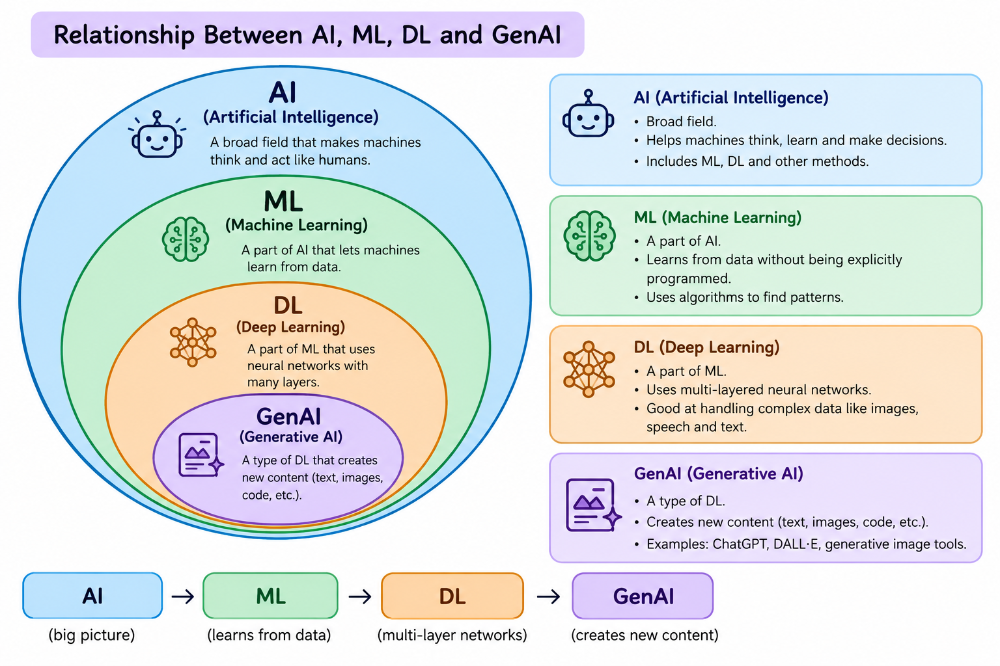 Relationship Between AI, ML, DL and GenAI
AI
(Artificial Intelligence)
A broad field that makes machines
think and act like humans.
ML
(Machine Learning)
A part of AI that lets machines
learn from data.
DL
(Deep Learning)
A part of ML that uses
neural networks with
many layers.
GenAI
(Generative AI)
A type of DL that creates
new content (text, images,
code, etc.).
AI (Artificial Intelligence)
• Broad field.
• Helps machines think, learn and make decisions.
• Includes ML, DL and other methods.
ML (Machine Learning)
• A part of AI.
• Learns from data without being explicitly
programmed.
• Uses algorithms to find patterns.
DL (Deep Learning)
• A part of ML.
• Uses multi-layered neural networks.
• Good at handling complex data like images,
speech and text.
GenAI (Generative AI)
• A type of DL.
• Creates new content (text, images, code, etc.).
• Examples: ChatGPT, DALL·E, generative image tools.
AI → ML → DL → GenAI
(big picture) (learns from data) (multi-layer networks) (creates new content)